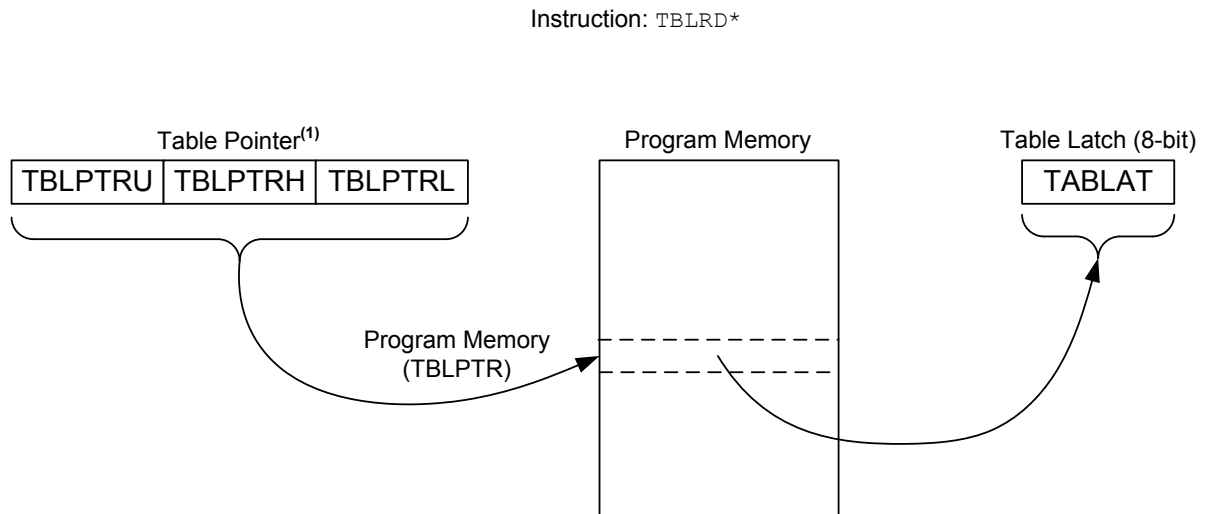 Instruction: TBLRD*
Table Pointer(1)
Program Memory
Table Latch (8-bit)
TBLPTRU TBLPTRH TBLPTRL
TABLAT
Program Memory
(TBLPTR)